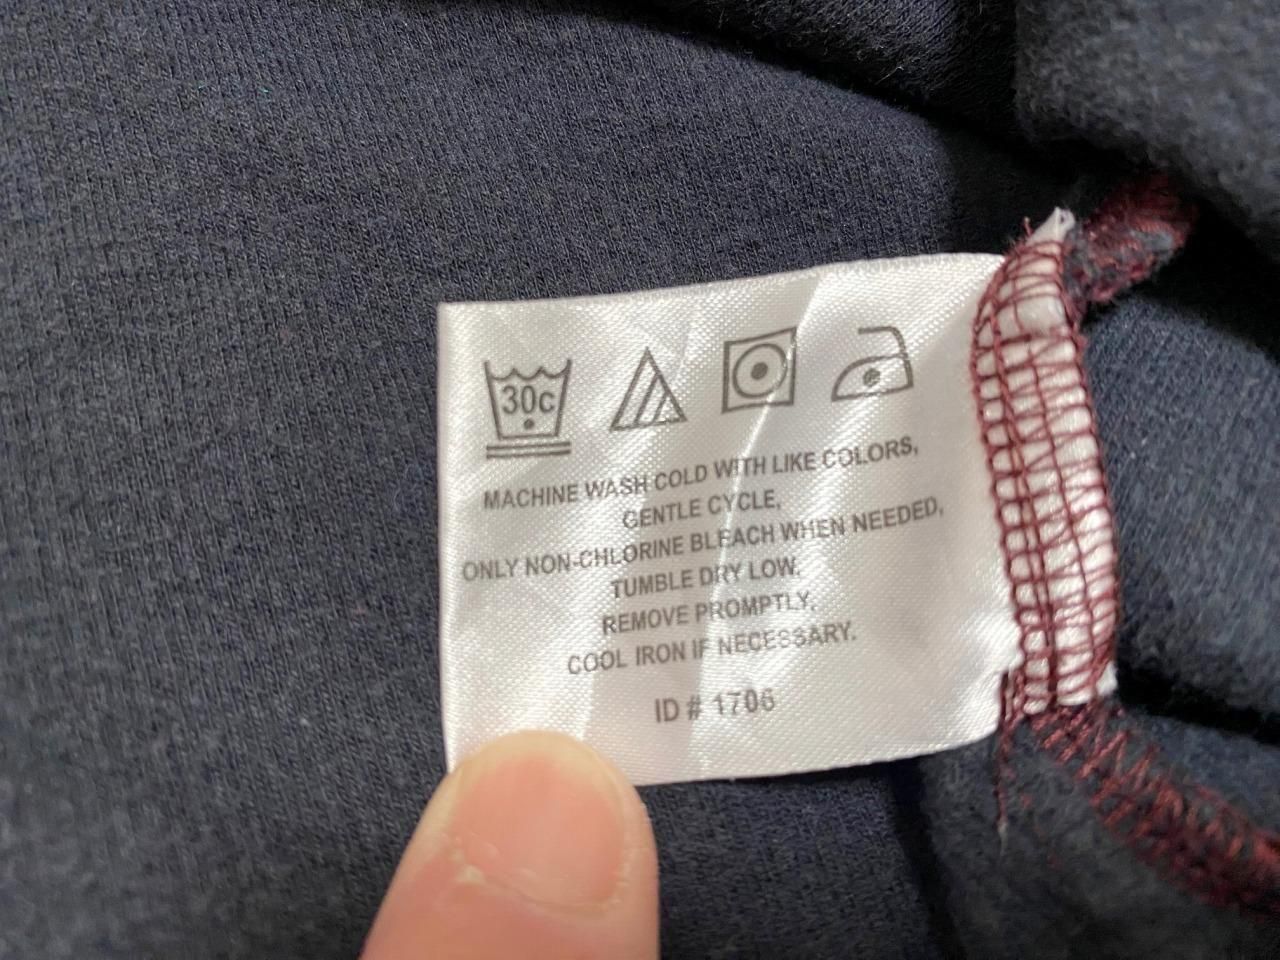 30c
MACHINE WASH COLD WITH LIKE COLORS,
GENTLE CYCLE,
ONLY NON-CHLORINE BLEACH WHEN NEEDED,
TUMBLE DRY LOW.
REMOVE PROMPTLY.
COOL IRON IF NECESSARY.
ID # 1706